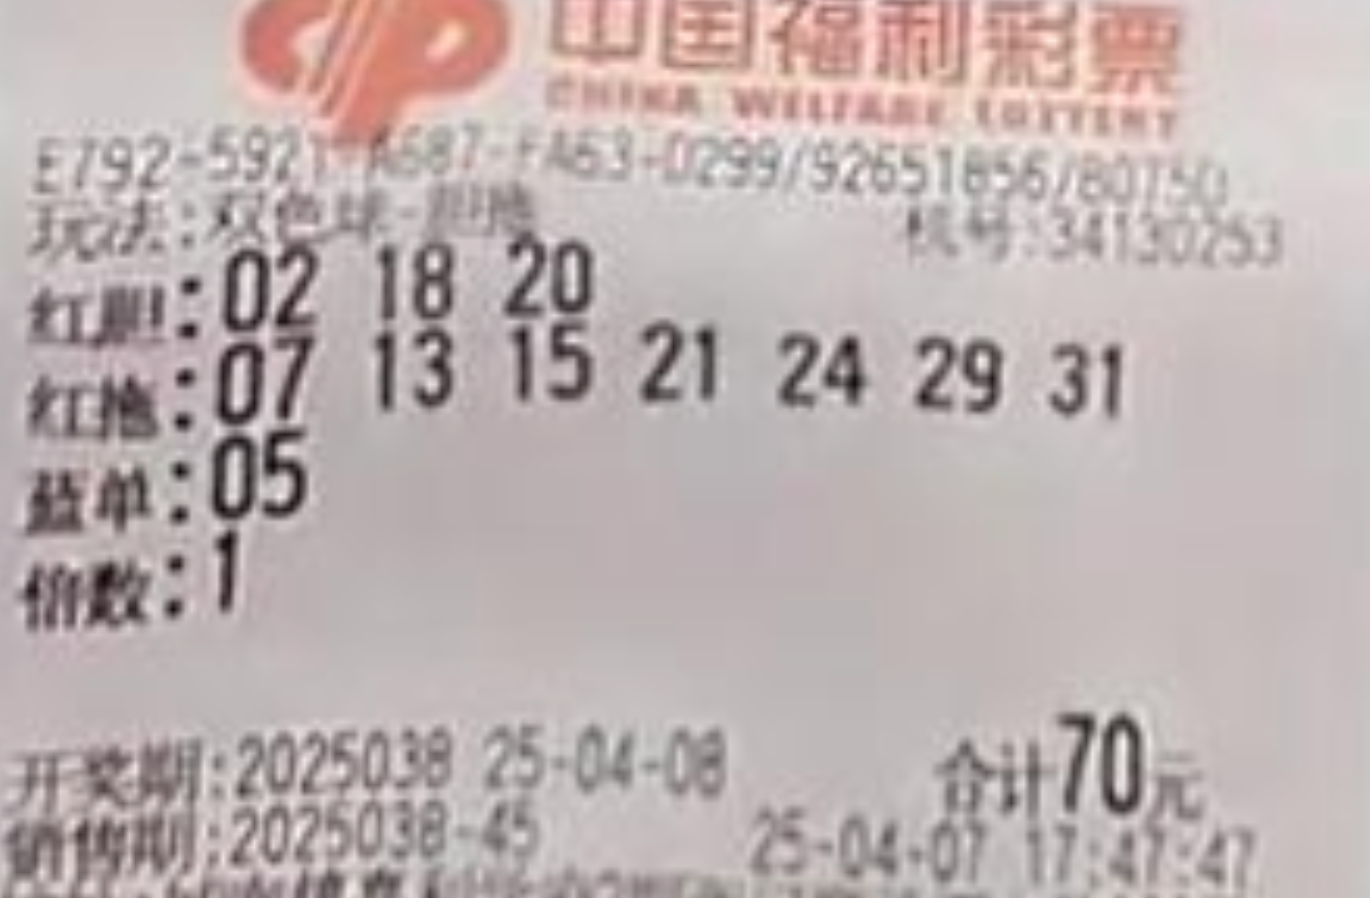 中国福利彩票
CHINA WELFARE LOTTERY
E792-5921-A687-FA63-0299/92651856/80750
玩法:双色球-胆拖 机号:34130253
红胆:02 18 20
红拖:07 13 15 21 24 29 31
蓝单:05
倍数:1
开奖期:2025038 25-04-08 合计70元
销售期:2025038-45 25-04-07 17:47:47